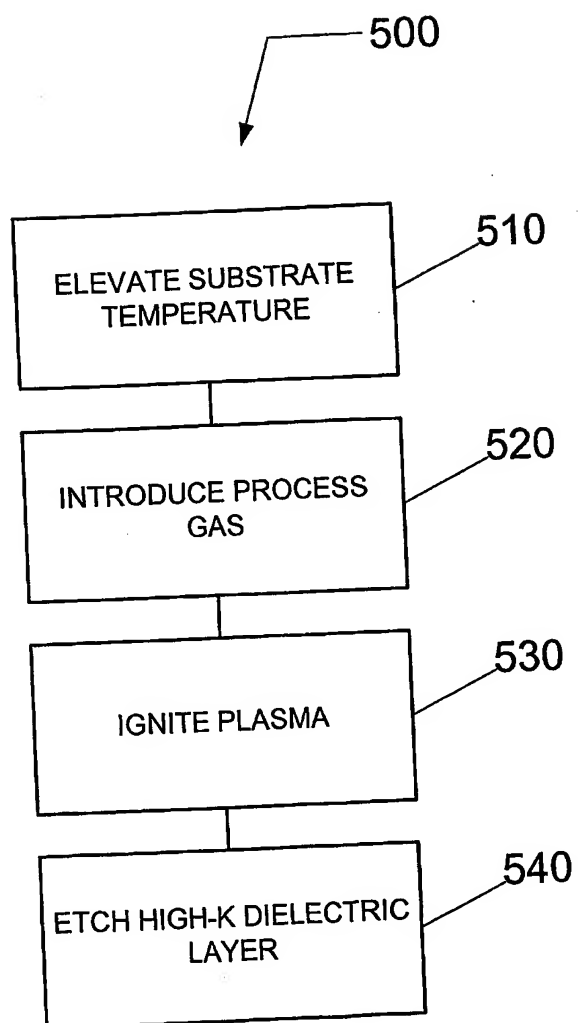 500
510
ELEVATE SUBSTRATE
TEMPERATURE
520
INTRODUCE PROCESS
GAS
530
IGNITE PLASMA
540
ETCH HIGH-K DIELECTRIC
LAYER